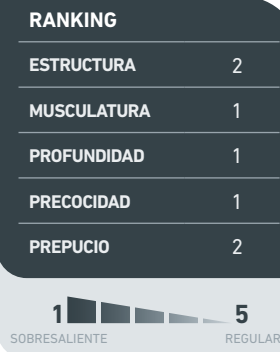 RANKING
ESTRUCTURA 2
MUSCULATURA 1
PROFUNDIDAD 1
PRECOCIDAD 1
PREPUCIO 2
1 5
SOBRESALIENTE REGULAR